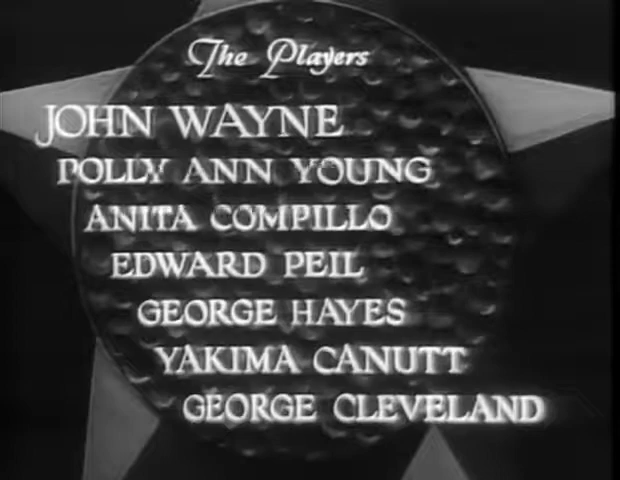 The Players
JOHN WAYNE
POLLY ANN YOUNG
ANITA COMPILLO
EDWARD PEIL
GEORGE HAYES
YAKIMA CANUTT
GEORGE CLEVELAND